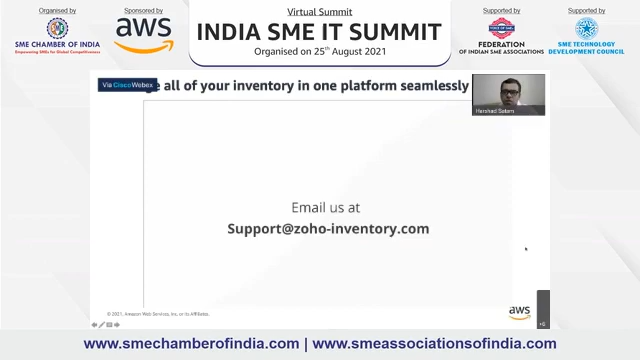 Organised by
SME CHAMBER OF INDIA
Empowering SMEs for Global Competitiveness
Sponsored by
aws
Virtual Summit
INDIA SME IT SUMMIT
Organised on 25th August 2021
Supported by
FEDERATION
OF INDIAN SME ASSOCIATIONS
Supported by
SME TECHNOLOGY
DEVELOPMENT COUNCIL
Via Cisco Webex
ge all of your inventory in one platform seamlessly
Harshad Salam
Email us at
Support@zoho-inventory.com
© 2021, Amazon Web Services, Inc. or its Affiliates.
aws
www.smechamberofindia.com | www.smeassociationsofindia.com